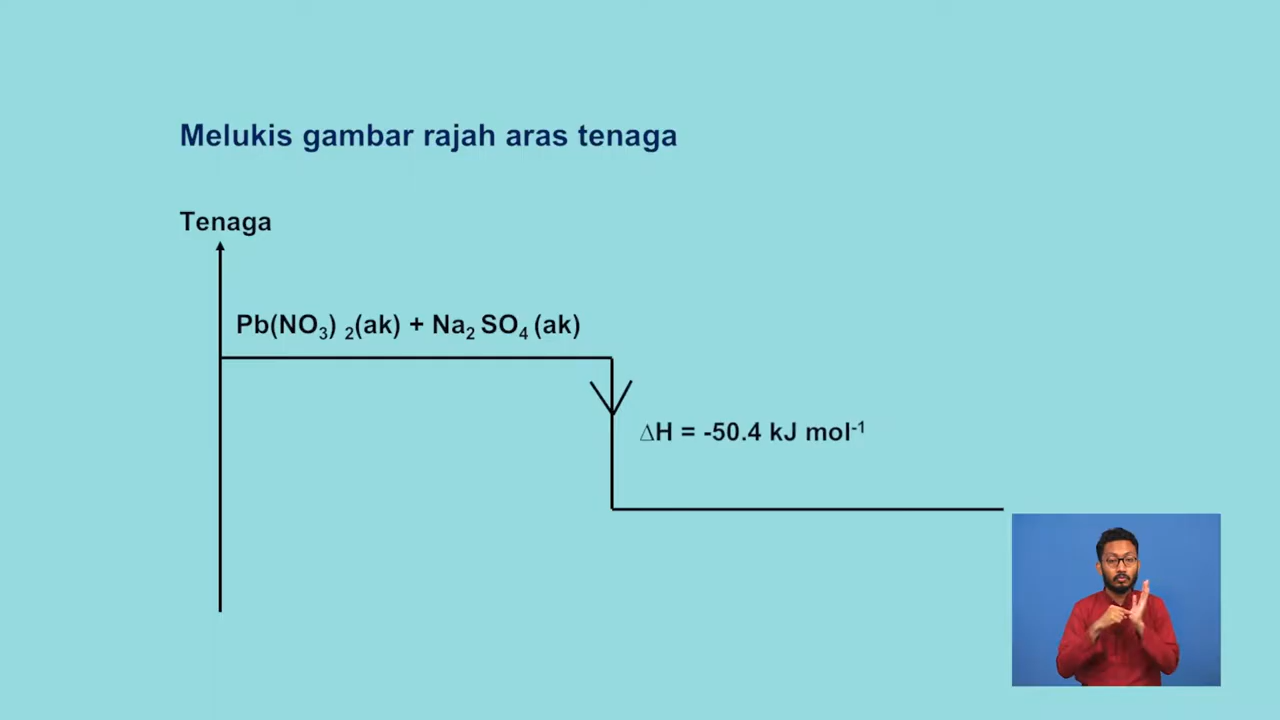 Melukis gambar rajah aras tenaga
Tenaga
Pb(NO₃) ₂(ak) + Na₂ SO₄ (ak)
∆H = -50.4 kJ mol⁻¹